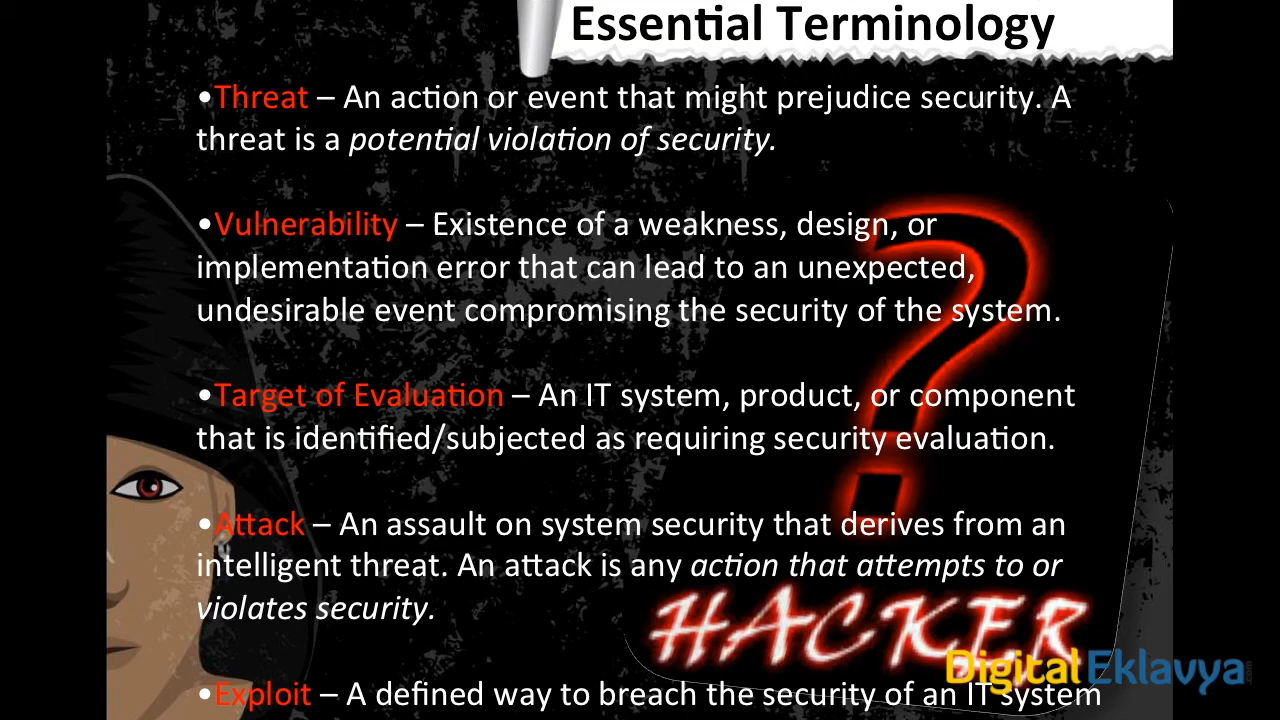 Essential Terminology
•Threat – An action or event that might prejudice security. A
threat is a potential violation of security.
•Vulnerability – Existence of a weakness, design, or
implementation error that can lead to an unexpected,
undesirable event compromising the security of the system.
•Target of Evaluation – An IT system, product, or component
that is identified/subjected as requiring security evaluation.
•Attack – An assault on system security that derives from an
intelligent threat. An attack is any action that attempts to or
violates security.
HACKER
DigitalEklavya.com
•Exploit – A defined way to breach the security of an IT system